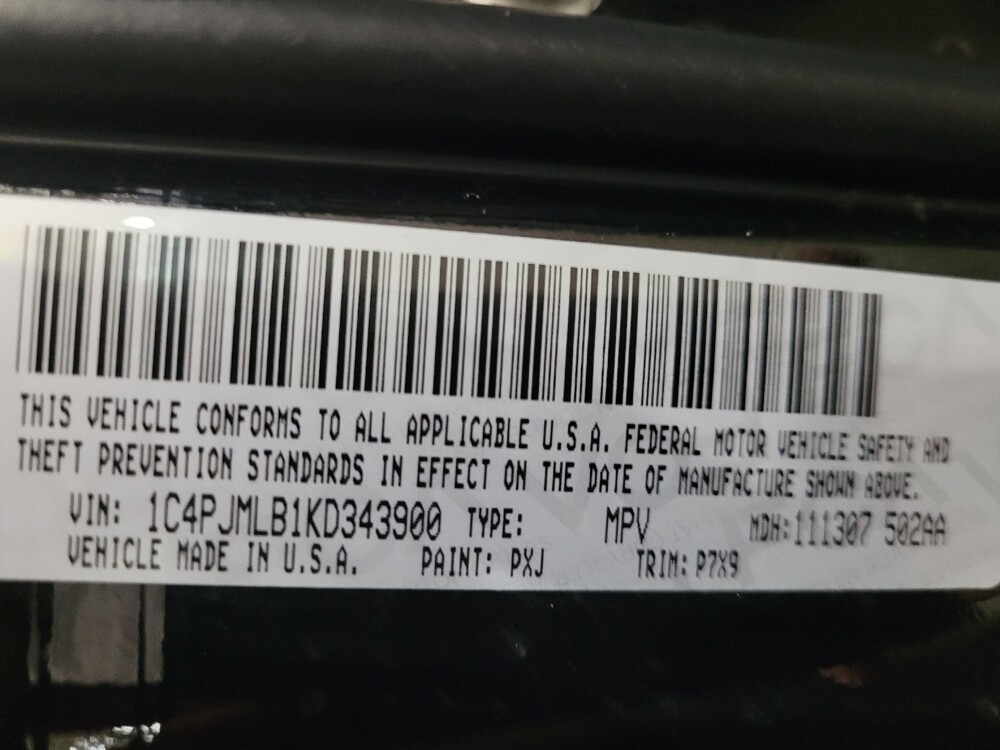 THIS VEHICLE CONFORMS TO ALL APPLICABLE U.S.A. FEDERAL MOTOR VEHICLE SAFETY AND
THEFT PREVENTION STANDARDS IN EFFECT ON THE DATE OF MANUFACTURE SHOWN ABOVE.
VIN: 1C4PJMLB1KD343900 TYPE: MPV MDH:111307 502AA
VEHICLE MADE IN U.S.A. PAINT: PXJ TRIM: P7X9